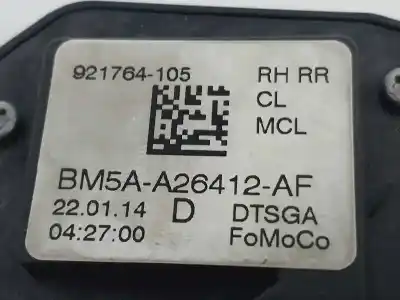 921764-105 RH RR
CL
MCL
BM5A-A26412-AF
22.01.14 D DTSGA
04:27:00 FoMoCo